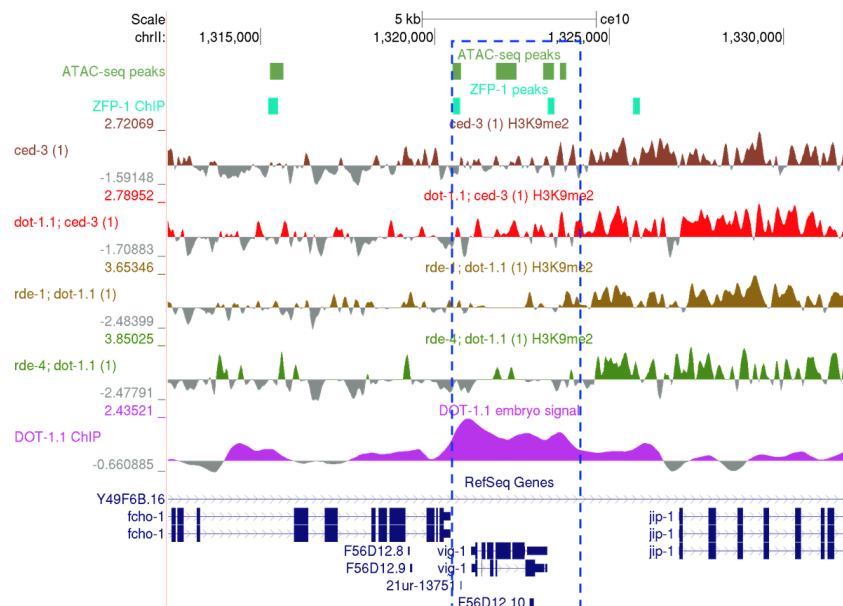 Scale 5 kb ce10
chrII: 1,315,000 1,320,000 1,325,000 1,330,000
ATAC-seq peaks
ATAC-seq peaks
ZFP-1 peaks
ZFP-1 ChIP
2.72069 _ ced-3 (1) H3K9me2
ced-3 (1)
-1.59148 _
2.78952 _ dot-1.1; ced-3 (1) H3K9me2
dot-1.1; ced-3 (1)
-1.70883 _
3.65346 _ rde-1; dot-1.1 (1) H3K9me2
rde-1; dot-1.1 (1)
-2.48399 _
3.85025 _ rde-4; dot-1.1 (1) H3K9me2
rde-4; dot-1.1 (1)
-2.47791 _
2.43521 _ DOT-1.1 embryo signal
DOT-1.1 ChIP
-0.660885 _
RefSeq Genes
Y49F6B.16
fcho-1 jip-1
fcho-1 jip-1
F56D12.8 vig-1 jip-1
F56D12.9 vig-1
21ur-13751
F56D12.10